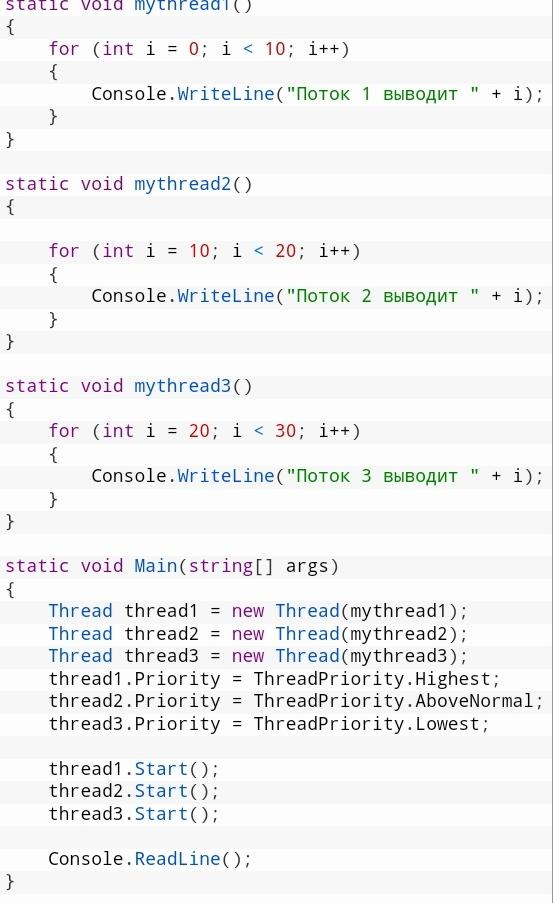 static void mythread1()
{
    for (int i = 0; i < 10; i++)
    {
        Console.WriteLine("Поток 1 выводит " + i);
    }
}

static void mythread2()
{

    for (int i = 10; i < 20; i++)
    {
        Console.WriteLine("Поток 2 выводит " + i);
    }
}

static void mythread3()
{
    for (int i = 20; i < 30; i++)
    {
        Console.WriteLine("Поток 3 выводит " + i);
    }
}

static void Main(string[] args)
{
    Thread thread1 = new Thread(mythread1);
    Thread thread2 = new Thread(mythread2);
    Thread thread3 = new Thread(mythread3);
    thread1.Priority = ThreadPriority.Highest;
    thread2.Priority = ThreadPriority.AboveNormal;
    thread3.Priority = ThreadPriority.Lowest;

    thread1.Start();
    thread2.Start();
    thread3.Start();

    Console.ReadLine();
}